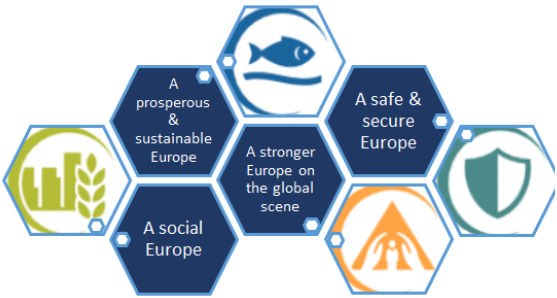 A
prosperous
&
sustainable
Europe
A safe &
secure
Europe
A stronger
Europe on
the global
scene
A social
Europe